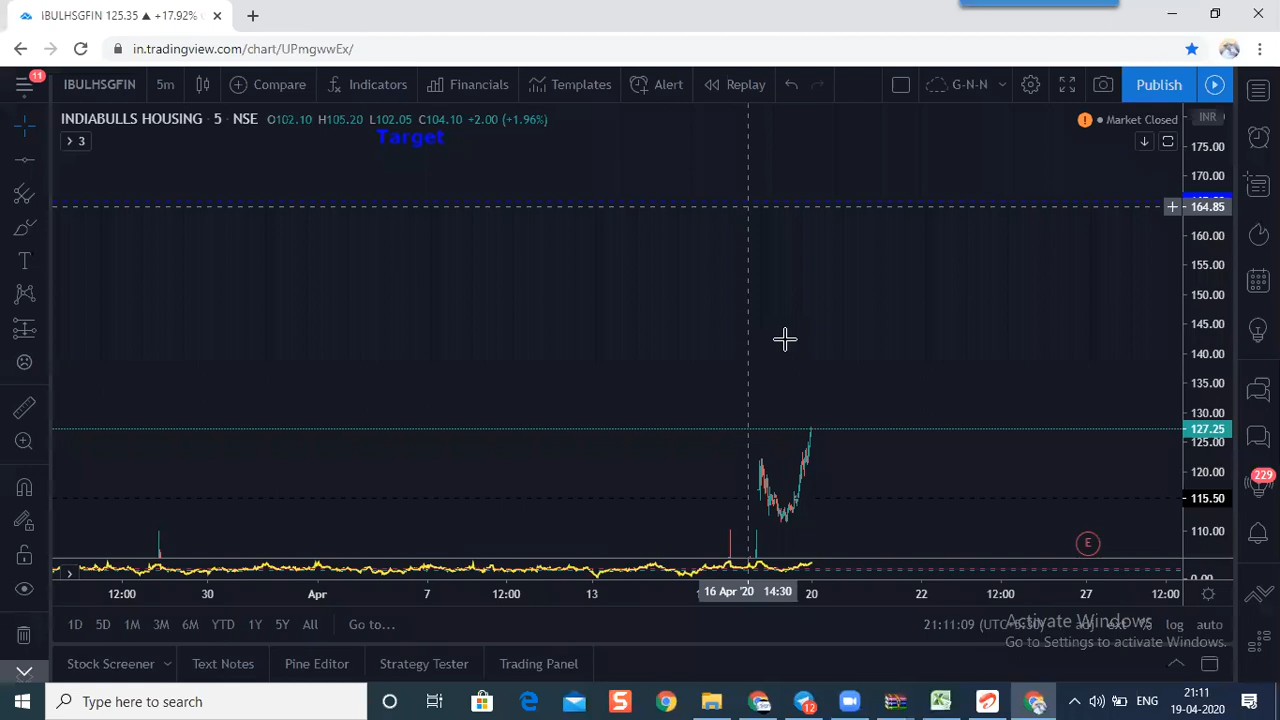 IBULHSGFIN 125.35 ▲ +17.92%
in.tradingview.com/chart/UPmgwwEx/
11
IBULHSGFIN 5m Compare Indicators Financials Templates Alert Replay G-N-N Publish
INDIABULLS HOUSING · 5 · NSE O102.10 H105.20 L102.05 C104.10 +2.00 (+1.96%)
Market Closed
INR
Target
3
175.00
170.00
164.85
160.00
155.00
150.00
145.00
140.00
135.00
130.00
127.25
125.00
120.00
115.50
110.00
0.00
229
E
12:00 30 Apr 7 12:00 13 16 Apr '20 14:30 20 22 12:00 27 12:00
1D 5D 1M 3M 6M YTD 1Y 5Y All Go to... 21:11:09 (UTC+5:30) log auto
Activate Windows
Go to Settings to activate Windows.
Stock Screener Text Notes Pine Editor Strategy Tester Trading Panel
Type here to search
12
ENG
21:11
19-04-2020